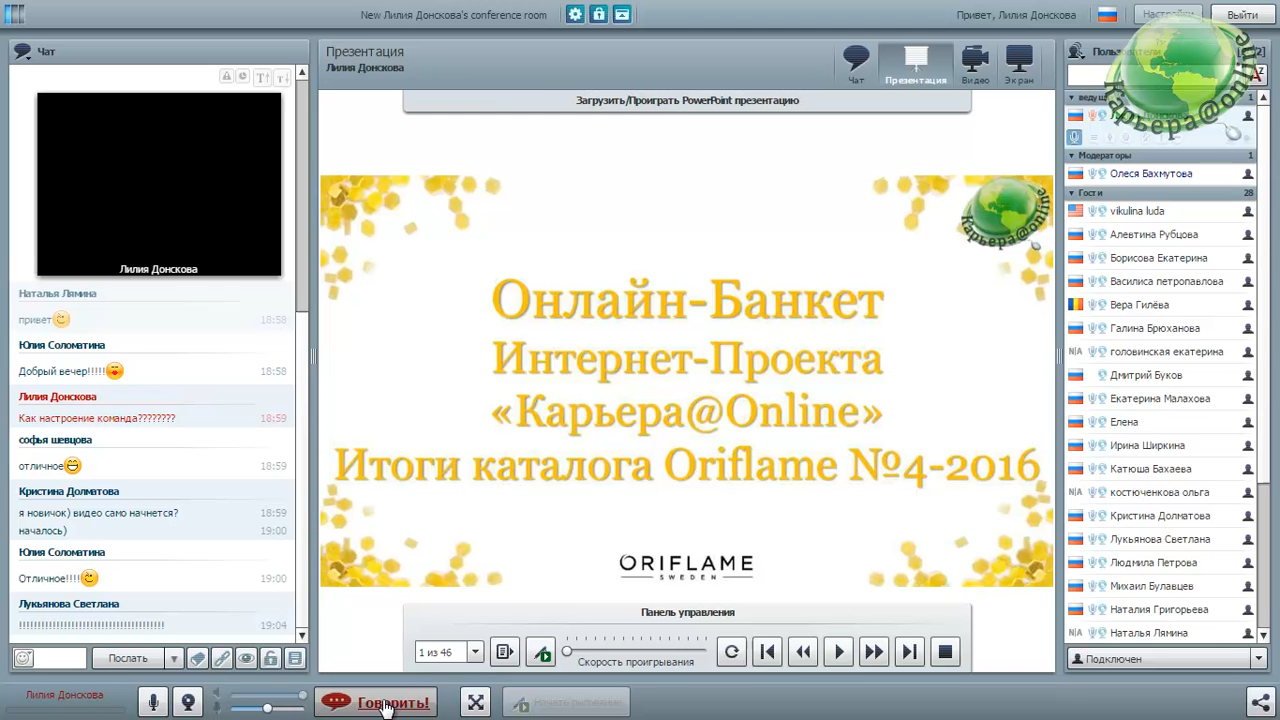 New Лилия Донскова's conference room
Привет, Лилия Донскова
Настройки
Выйти
Чат
Лилия Донскова
Наталья Лямина
привет 18:58
Юлия Соломатина
Добрый вечер!!!!! 18:58
Лилия Донскова
Как настроение команда???????? 18:59
софья шевцова
отличное 18:59
Кристина Долматова
я новичок) видео само начнется? 18:59
началось) 19:00
Юлия Соломатина
Отличное!!!! 19:00
Лукьянова Светлана
!!!!!!!!!!!!!!!!!!!!!!!!!!!!!!!!!!!!! 19:04
Послать
Презентация
Лилия Донскова
Чат
Презентация
Видео
Экран
Загрузить/Проиграть PowerPoint презентацию
Карьера@online
Онлайн-Банкет
Интернет-Проекта
«Карьера@Online»
Итоги каталога Oriflame №4-2016
ORIFLAME
SWEDEN
Панель управления
1 из 46
Скорость проигрывания
Пользователи
Карьера@online
Модераторы 1
Олеся Бахмутова
Гости 28
vikulina luda
Алевтина Рубцова
Борисова Екатерина
Василиса петропавлова
Вера Гилёва
Галина Брюханова
N/A головинская екатерина
Дмитрий Буков
Екатерина Малахова
Елена
Ирина Ширкина
Катюша Бахаева
N/A костюченкова ольга
Кристина Долматова
Лукьянова Светлана
Людмила Петрова
Михаил Булавцев
Наталия Григорьева
N/A Наталья Лямина
Подключен
Лилия Донскова
Говорить!